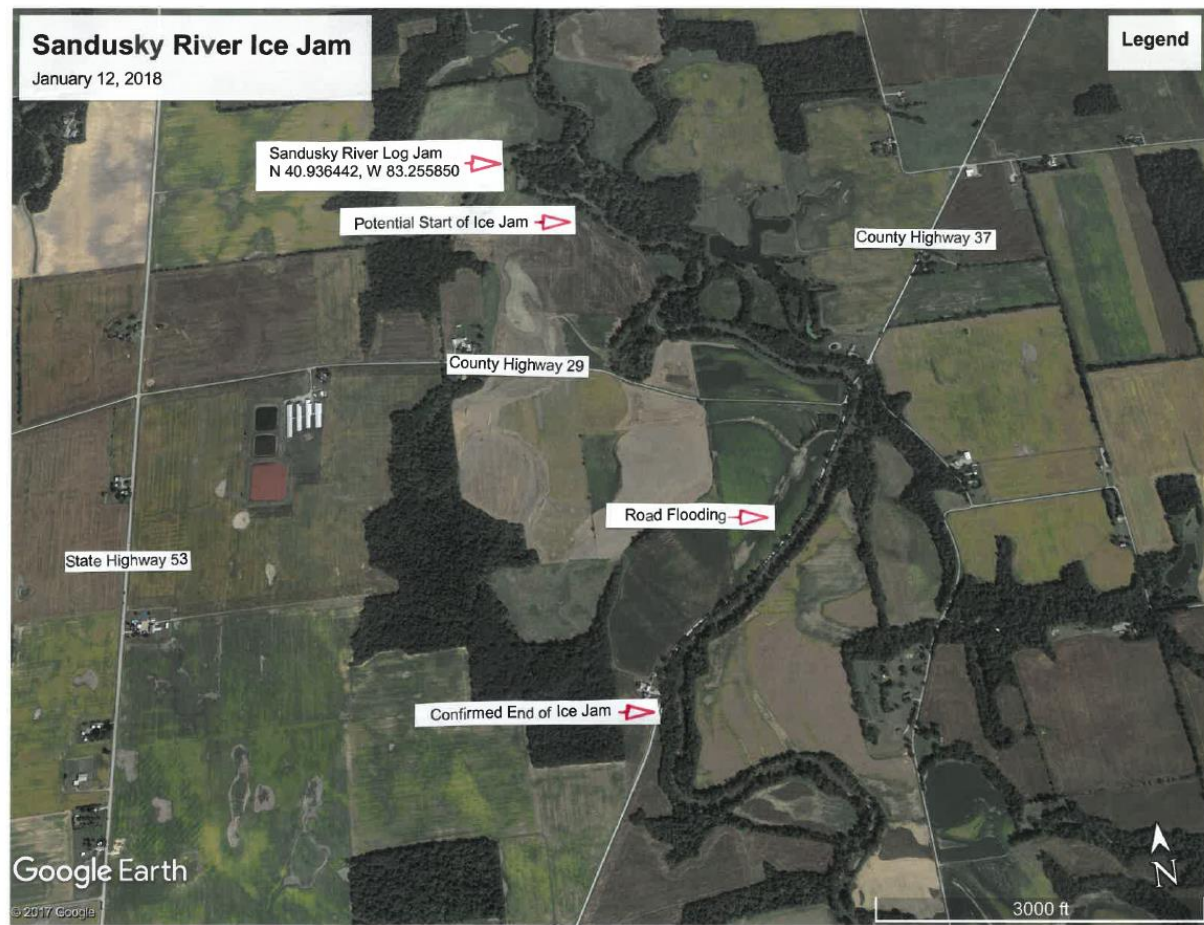 Sandusky River Ice Jam
January 12, 2018
Legend
Sandusky River Log Jam
N 40.936442, W 83.255850
Potential Start of Ice Jam
County Highway 37
County Highway 29
Road Flooding
State Highway 53
Confirmed End of Ice Jam
Google Earth
© 2017 Google
N
3000 ft